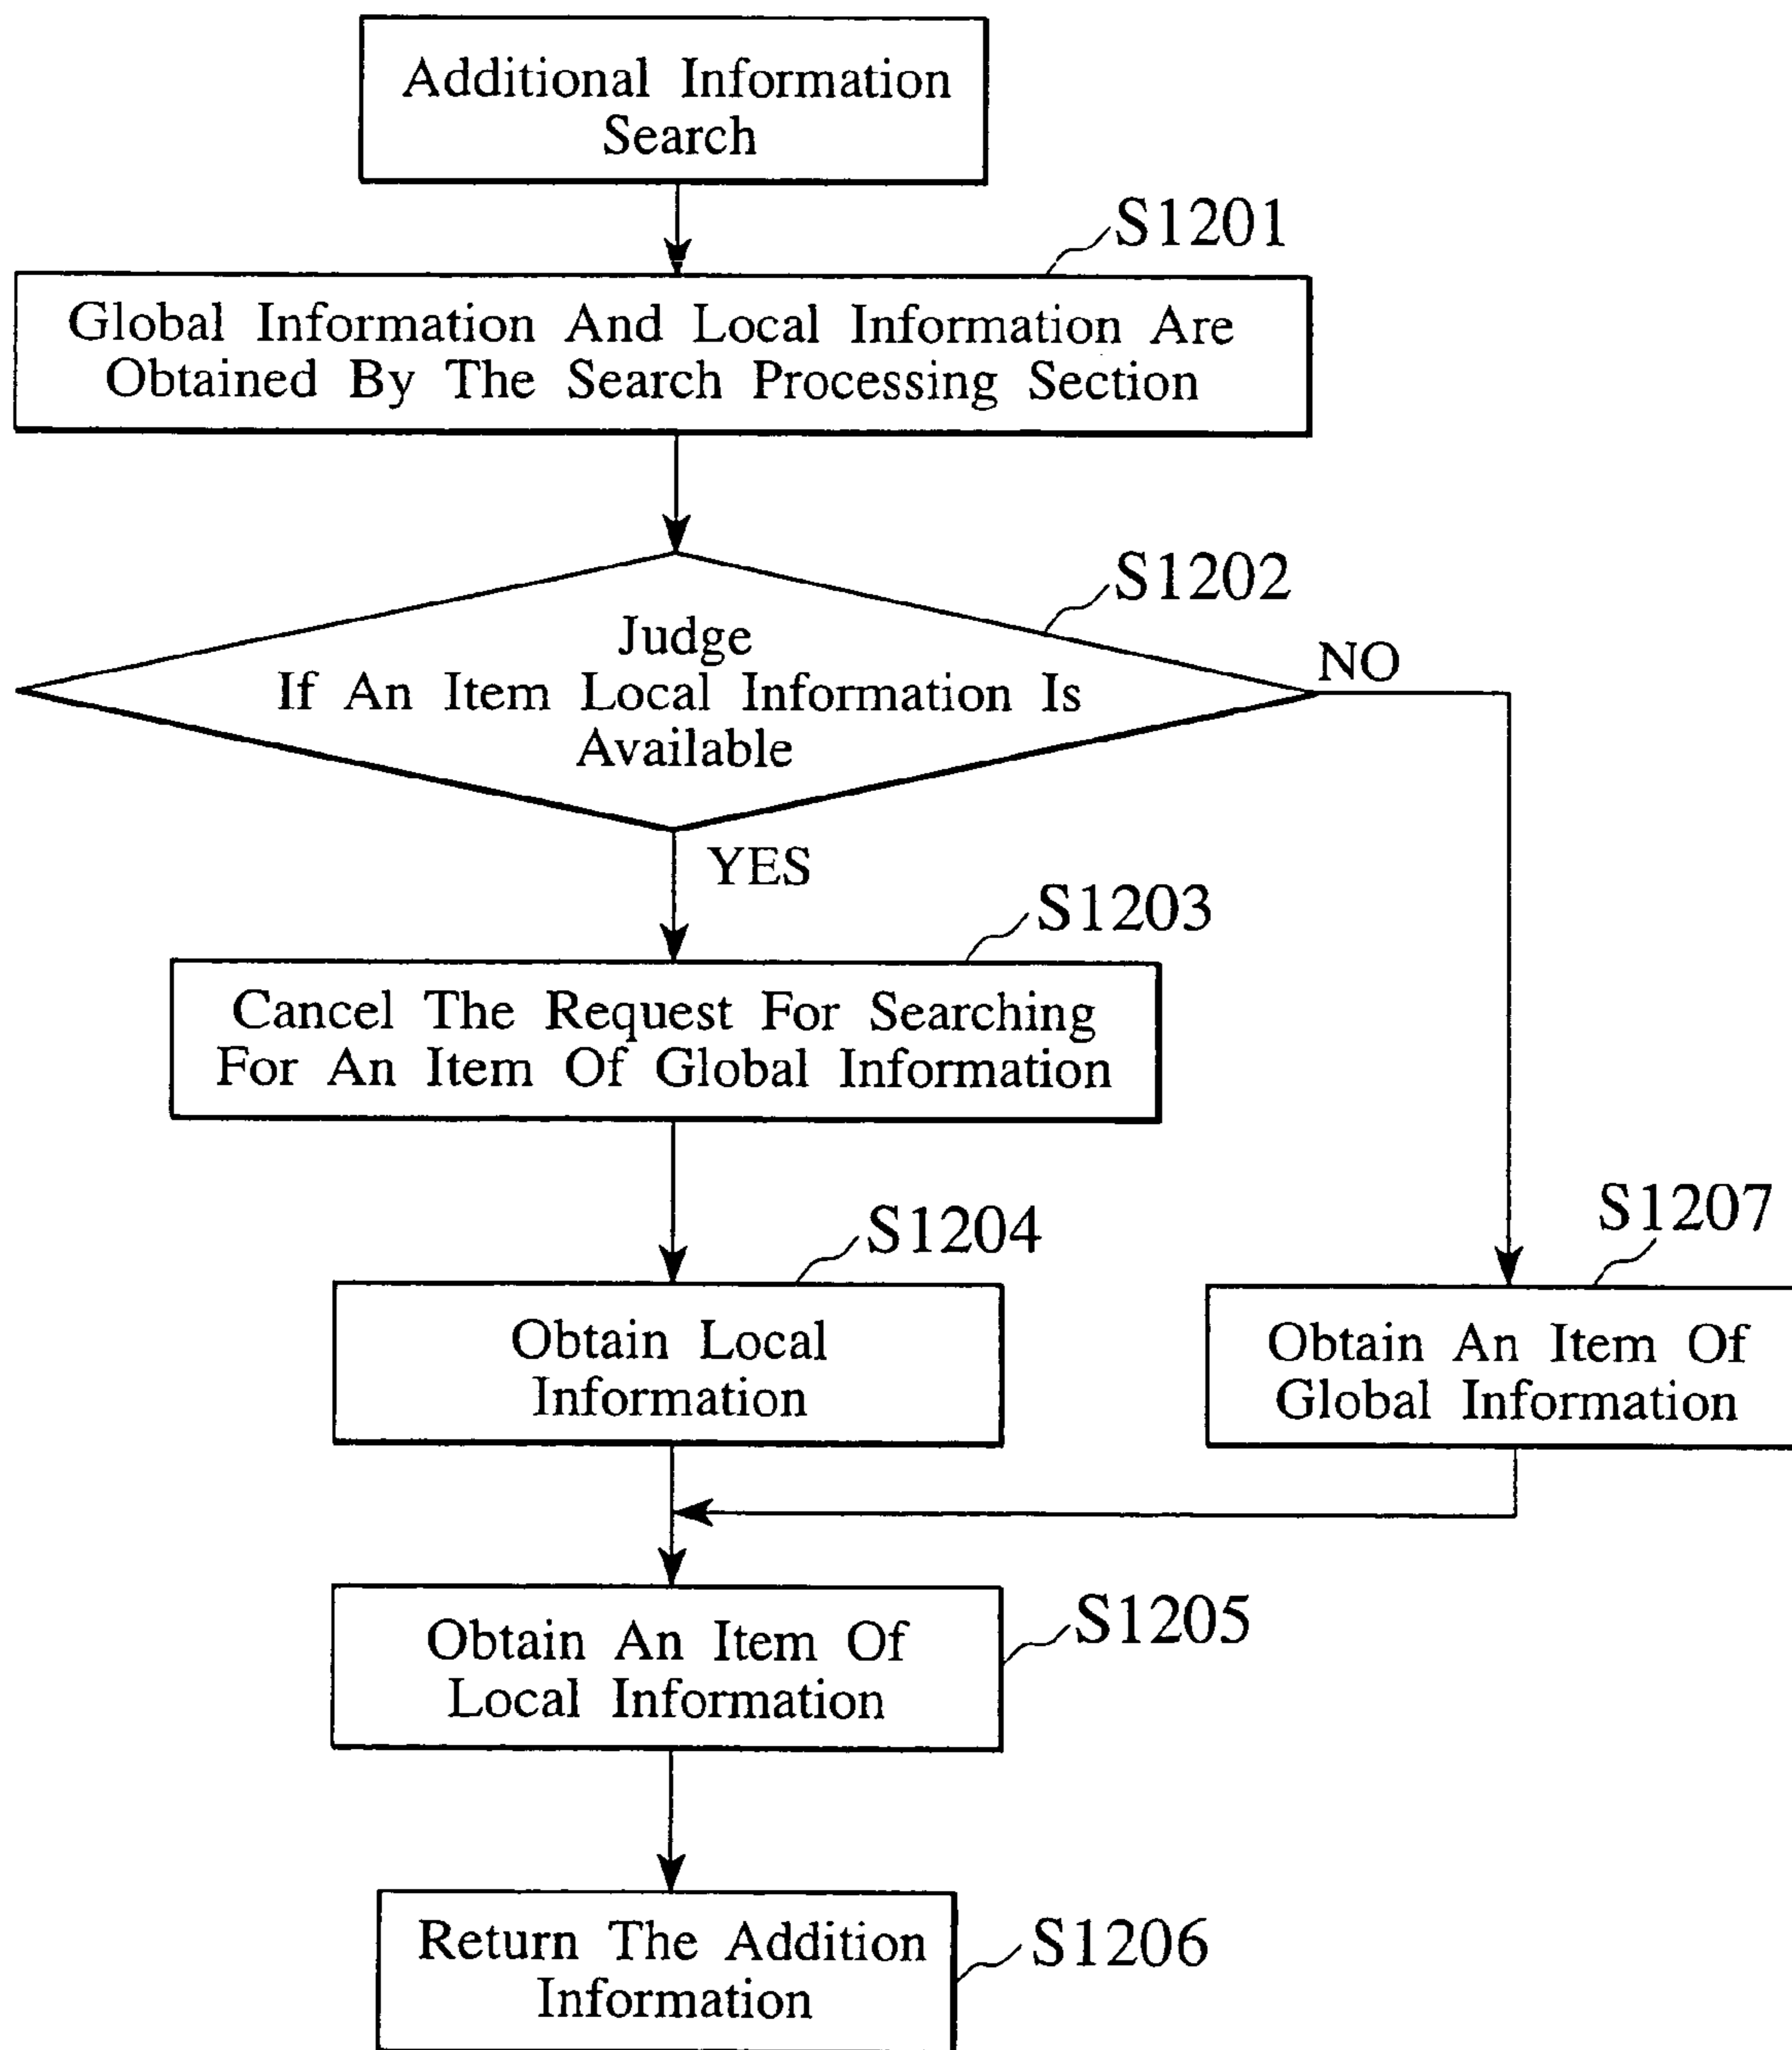 Additional Information
Search
S1201
Global Information And Local Information Are
Obtained By The Search Processing Section
S1202
Judge
If An Item Local Information Is
Available
NO
YES
S1203
Cancel The Request For Searching
For An Item Of Global Information
S1204
Obtain Local
Information
S1207
Obtain An Item Of
Global Information
S1205
Obtain An Item Of
Local Information
S1206
Return The Addition
Information